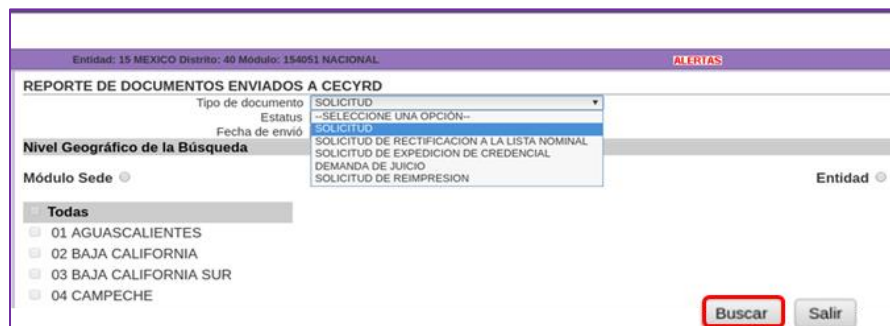 Entidad: 15 MEXICO Distrito: 40 Módulo: 154051 NACIONAL ALERTAS
REPORTE DE DOCUMENTOS ENVIADOS A CECYRD
Tipo de documento SOLICITUD
Estatus --SELECCIONE UNA OPCIÓN--
Fecha de envió SOLICITUD
SOLICITUD DE RECTIFICACION A LA LISTA NOMINAL
Nivel Geográfico de la Búsqueda SOLICITUD DE EXPEDICION DE CREDENCIAL
DEMANDA DE JUICIO
Módulo Sede SOLICITUD DE REIMPRESION Entidad
Todas
01 AGUASCALIENTES
02 BAJA CALIFORNIA
03 BAJA CALIFORNIA SUR
04 CAMPECHE
Buscar Salir